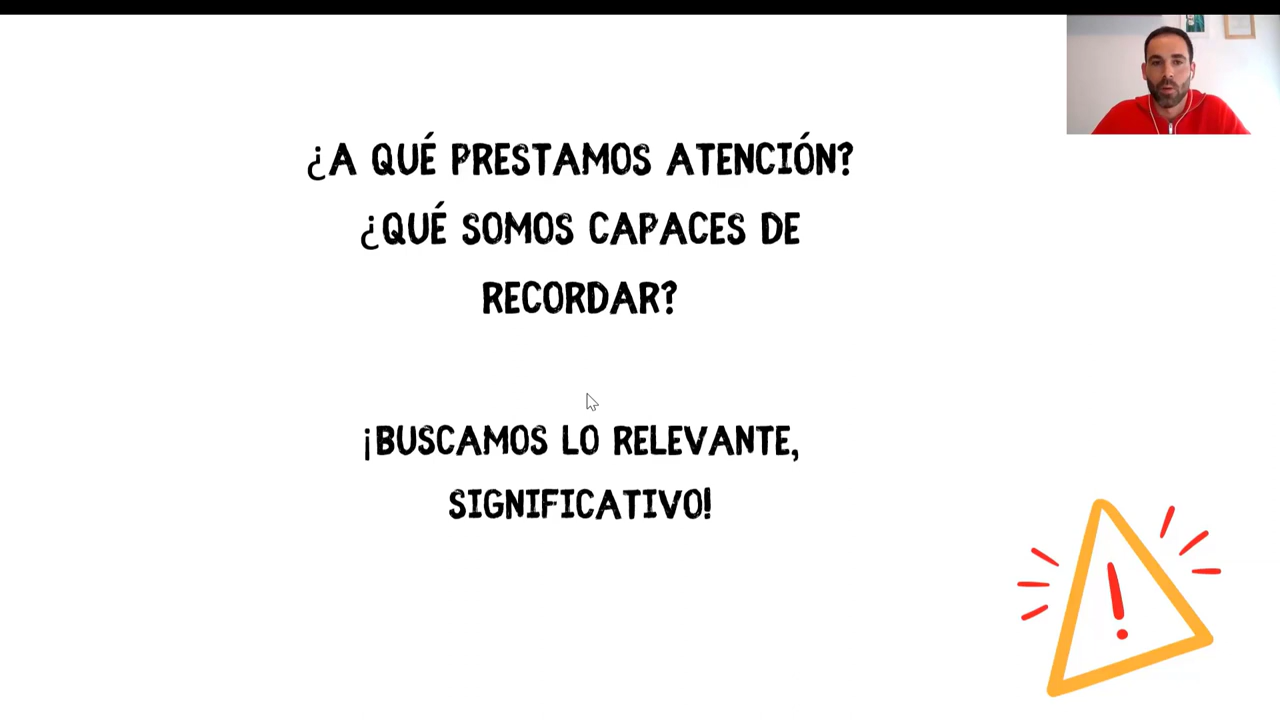 ¿A QUÉ PRESTAMOS ATENCIÓN?
¿QUÉ SOMOS CAPACES DE
RECORDAR?
¡BUSCAMOS LO RELEVANTE,
SIGNIFICATIVO!